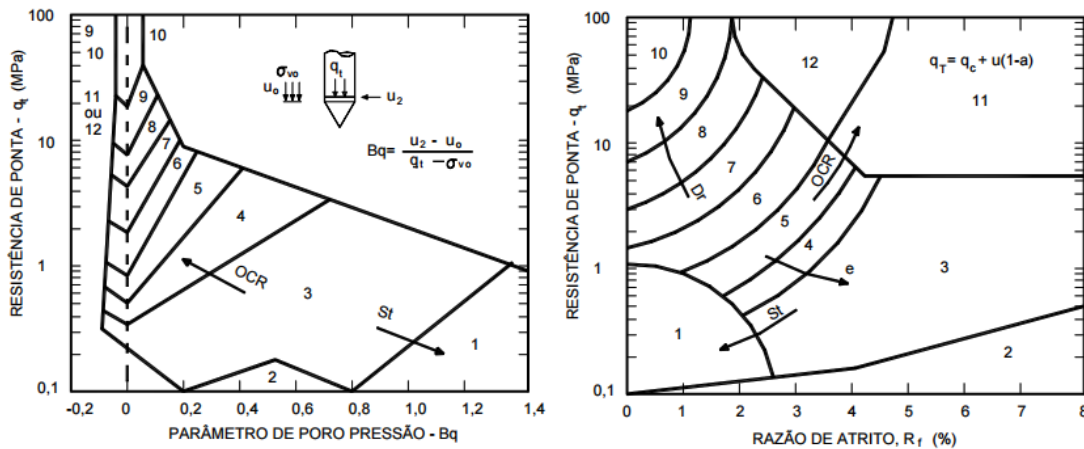 RESISTÊNCIA DE PONTA - qt (MPa)
100
10
1
0,1
9
10
11
ou
12
10
9
8
7
6
5
4
3
2
1
OCR
St
σvo
uo
qt
u2
Bq= u2 - uo / qt - σvo
-0,2 0 0,2 0,4 0,6 0,8 1,0 1,2 1,4
PARÂMETRO DE PORO PRESSÃO - Bq
RESISTÊNCIA DE PONTA - qt (MPa)
100
10
1
0,1
10
9
8
7
6
5
4
3
2
1
12
11
qT = qc + u(1-a)
Dr
OCR
e
St
0 1 2 3 4 5 6 7 8
RAZÃO DE ATRITO, Rf (%)